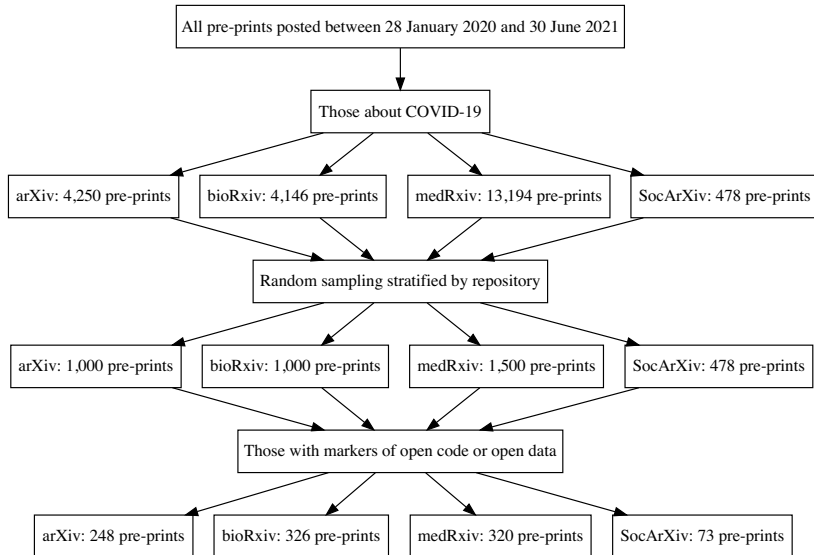 All pre-prints posted between 28 January 2020 and 30 June 2021
Those about COVID-19
arXiv: 4,250 pre-prints
bioRxiv: 4,146 pre-prints
medRxiv: 13,194 pre-prints
SocArXiv: 478 pre-prints
Random sampling stratified by repository
arXiv: 1,000 pre-prints
bioRxiv: 1,000 pre-prints
medRxiv: 1,500 pre-prints
SocArXiv: 478 pre-prints
Those with markers of open code or open data
arXiv: 248 pre-prints
bioRxiv: 326 pre-prints
medRxiv: 320 pre-prints
SocArXiv: 73 pre-prints